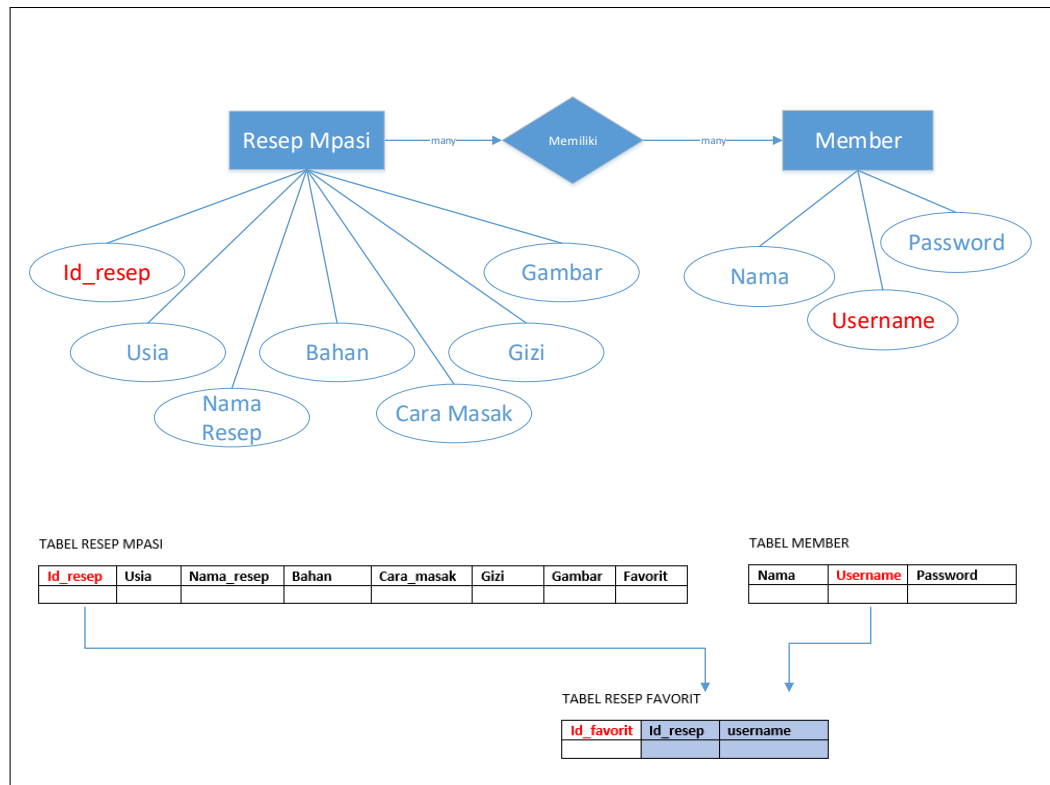 Resep Mpasi
many
Memiliki
many
Member
Id_resep
Gambar
Password
Nama
Username
Usia
Bahan
Gizi
Nama
Resep
Cara Masak
TABEL RESEP MPASI
Id_resep Usia Nama_resep Bahan Cara_masak Gizi Gambar Favorit
TABEL MEMBER
Nama Username Password
TABEL RESEP FAVORIT
Id_favorit Id_resep username